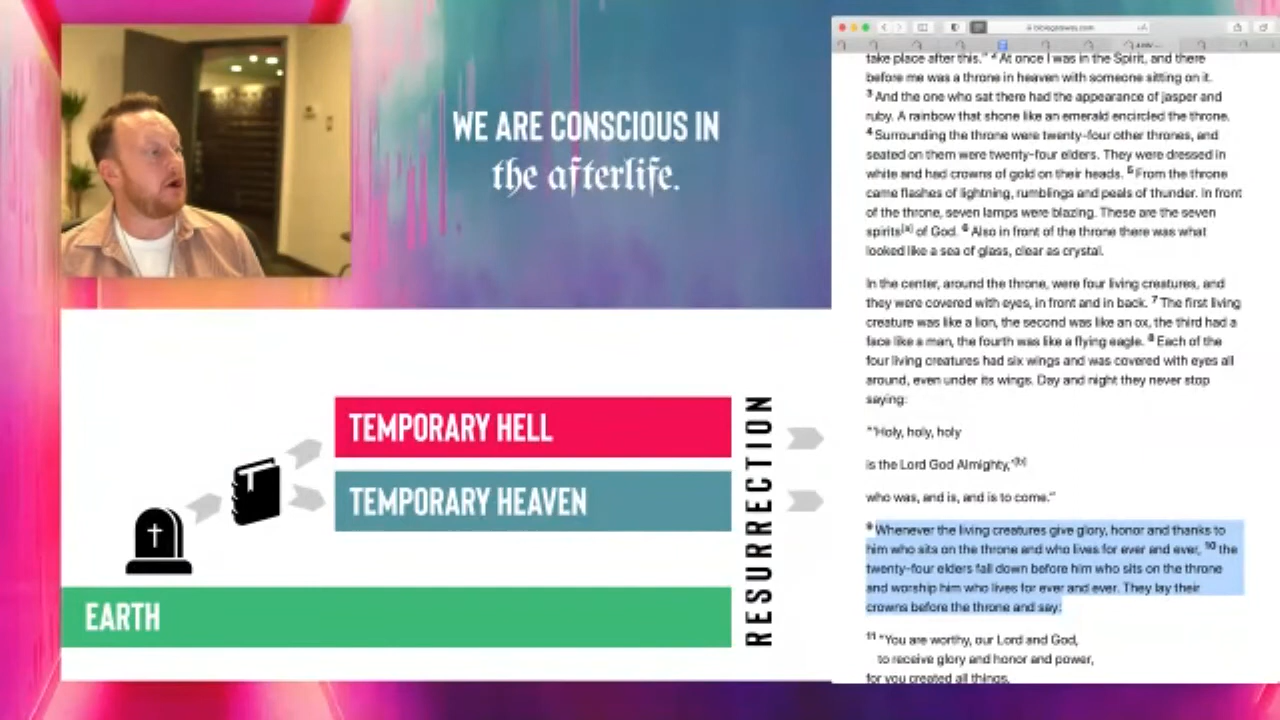 WE ARE CONSCIOUS IN
the afterlife.
TEMPORARY HELL
TEMPORARY HEAVEN
EARTH
RESURRECTION
take place after this." 2 At once I was in the Spirit, and there
before me was a throne in heaven with someone sitting on it.
3 And the one who sat there had the appearance of jasper and
ruby. A rainbow that shone like an emerald encircled the throne.
4 Surrounding the throne were twenty-four other thrones, and
seated on them were twenty-four elders. They were dressed in
white and had crowns of gold on their heads. 5 From the throne
came flashes of lightning, rumblings and peals of thunder. In front
of the throne, seven lamps were blazing. These are the seven
spirits[a] of God. 6 Also in front of the throne there was what
looked like a sea of glass, clear as crystal.
In the center, around the throne, were four living creatures, and
they were covered with eyes, in front and in back. 7 The first living
creature was like a lion, the second was like an ox, the third had a
face like a man, the fourth was like a flying eagle. 8 Each of the
four living creatures had six wings and was covered with eyes all
around, even under its wings. Day and night they never stop
saying:
"'Holy, holy, holy
is the Lord God Almighty,'[b]
who was, and is, and is to come."
9 Whenever the living creatures give glory, honor and thanks to
him who sits on the throne and who lives for ever and ever, 10 the
twenty-four elders fall down before him who sits on the throne
and worship him who lives for ever and ever. They lay their
crowns before the throne and say:
11 "You are worthy, our Lord and God,
to receive glory and honor and power,
for you created all things,